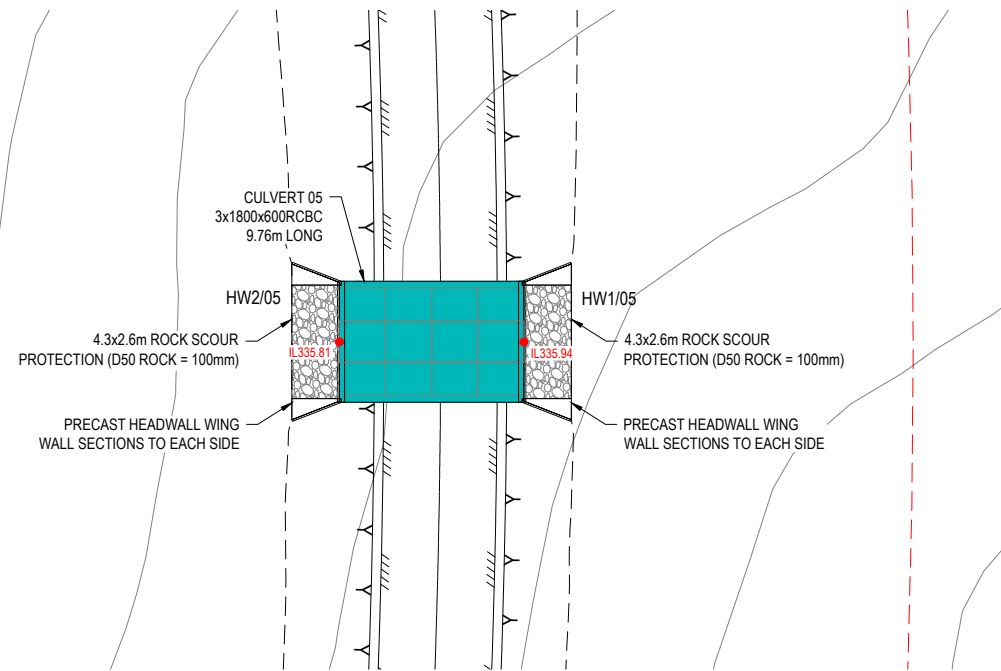 CULVERT 05
3x1800x600RCBC
9.76m LONG
HW2/05
HW1/05
4.3x2.6m ROCK SCOUR
PROTECTION (D50 ROCK = 100mm)
IL335.81
IL335.94
4.3x2.6m ROCK SCOUR
PROTECTION (D50 ROCK = 100mm)
PRECAST HEADWALL WING
WALL SECTIONS TO EACH SIDE
PRECAST HEADWALL WING
WALL SECTIONS TO EACH SIDE